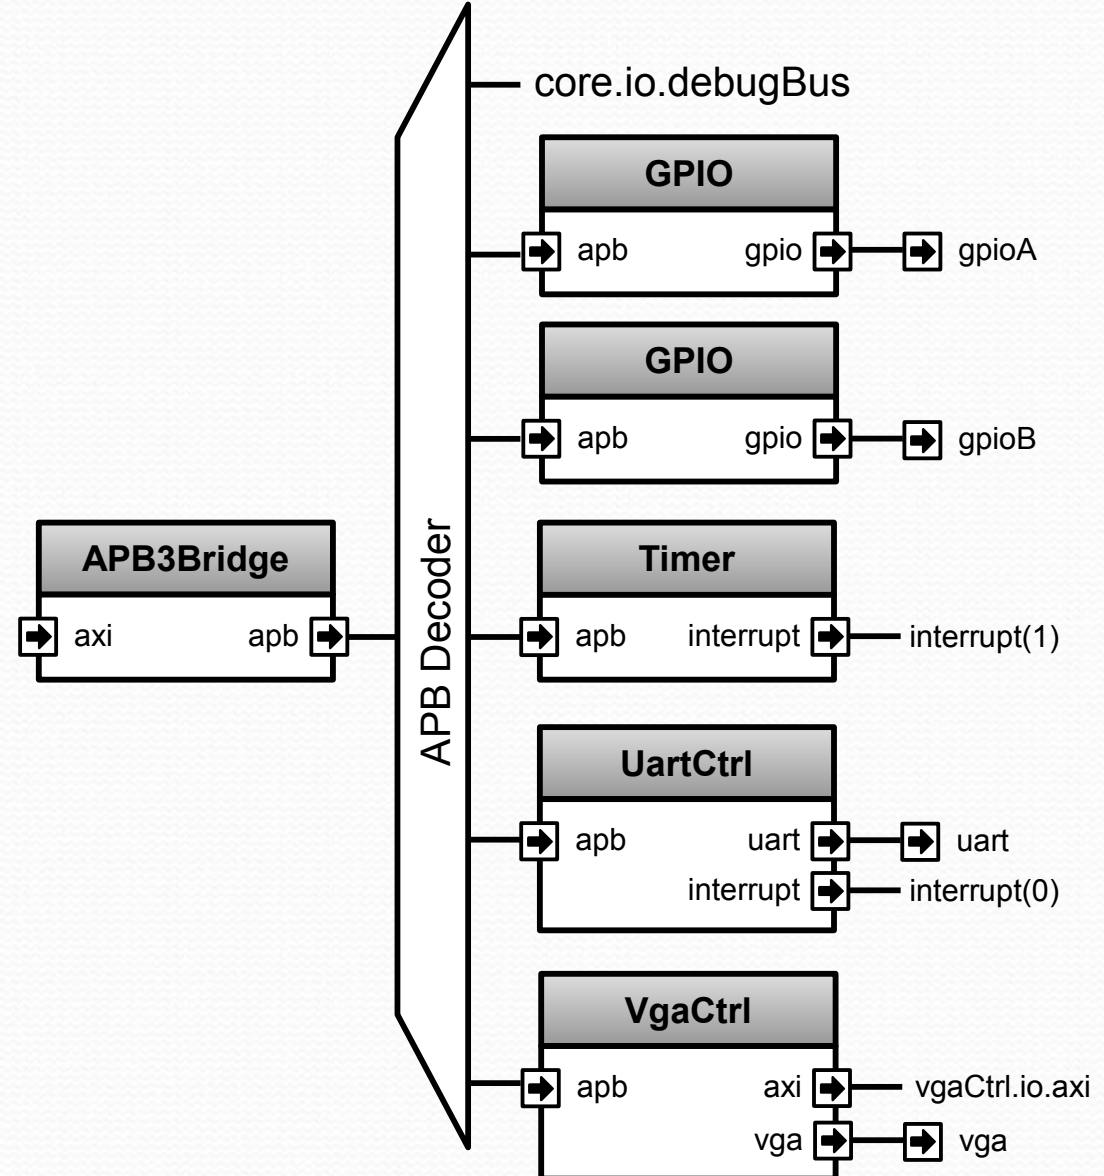 core.io.debugBus
GPIO
apb gpio gpioA
GPIO
apb gpio gpioB
APB3Bridge
axi apb
APB Decoder
Timer
apb interrupt interrupt(1)
UartCtrl
apb uart uart
interrupt interrupt(0)
VgaCtrl
apb axi vgaCtrl.io.axi
vga vga